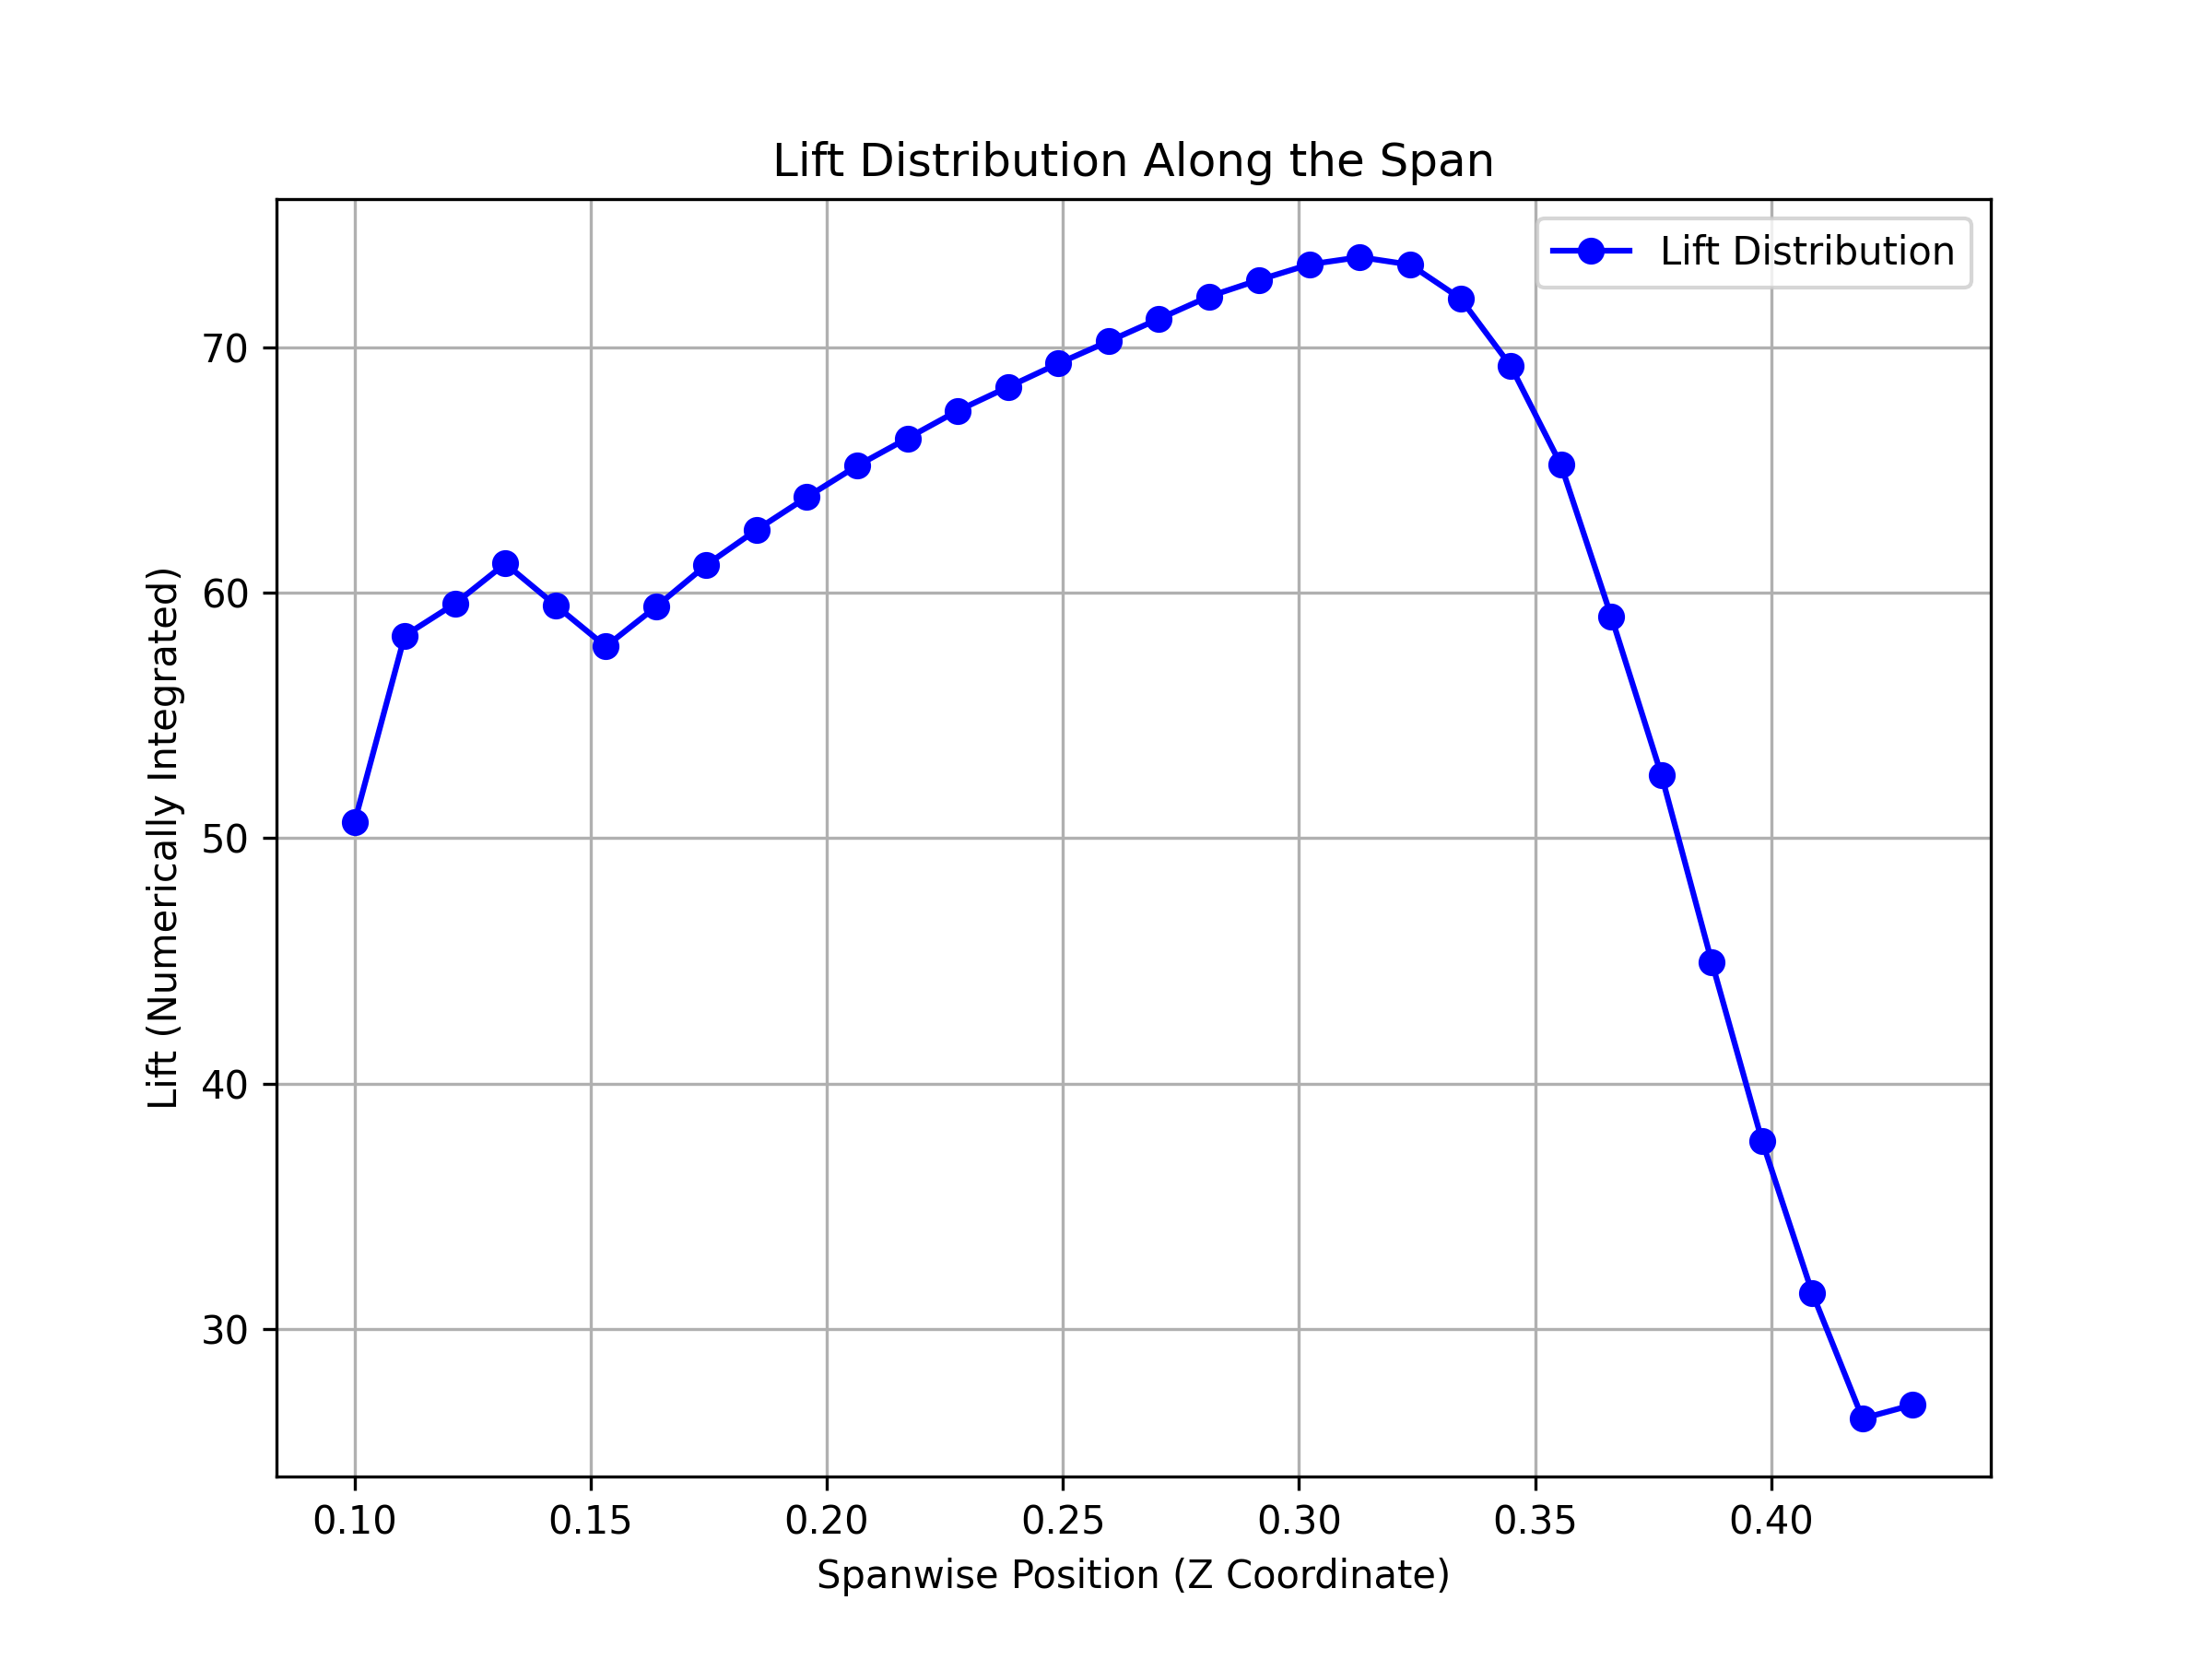 Lift Distribution Along the Span
Lift Distribution
70
60
50
40
30
Lift (Numerically Integrated)
0.10 0.15 0.20 0.25 0.30 0.35 0.40
Spanwise Position (Z Coordinate)